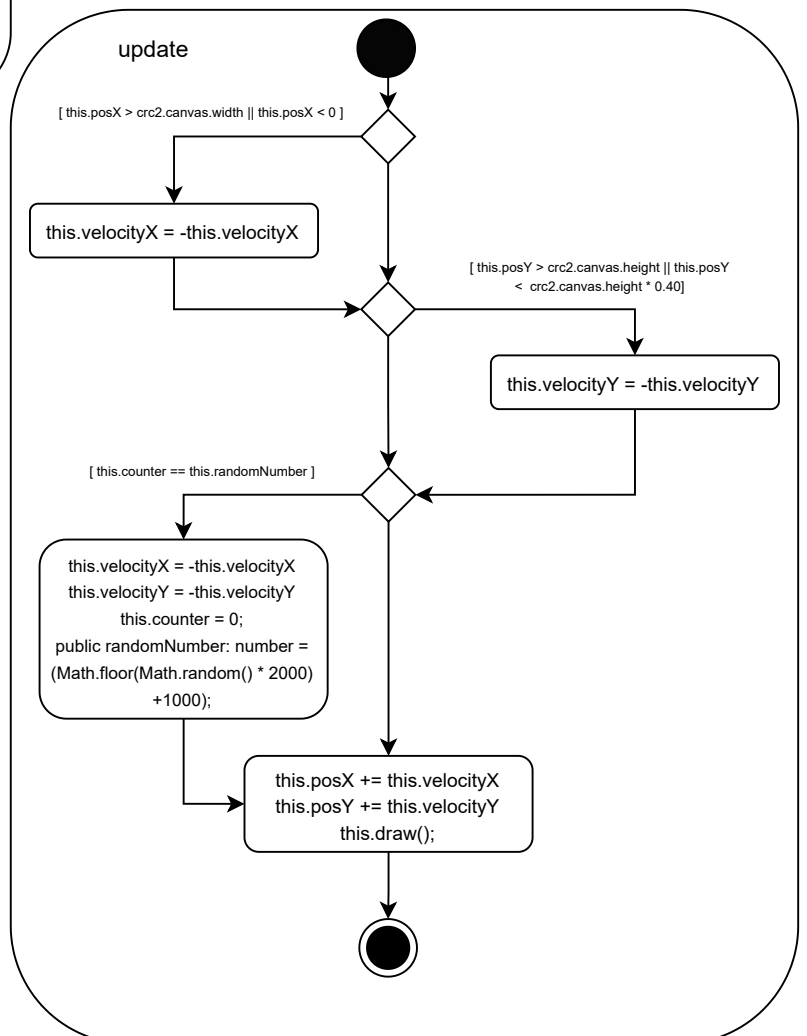 update
[ this.posX > crc2.canvas.width || this.posX < 0 ]
this.velocityX = -this.velocityX
[ this.posY > crc2.canvas.height || this.posY
< crc2.canvas.height * 0.40]
this.velocityY = -this.velocityY
[ this.counter == this.randomNumber ]
this.velocityX = -this.velocityX
this.velocityY = -this.velocityY
this.counter = 0;
public randomNumber: number =
(Math.floor(Math.random() * 2000)
+1000);
this.posX += this.velocityX
this.posY += this.velocityY
this.draw();